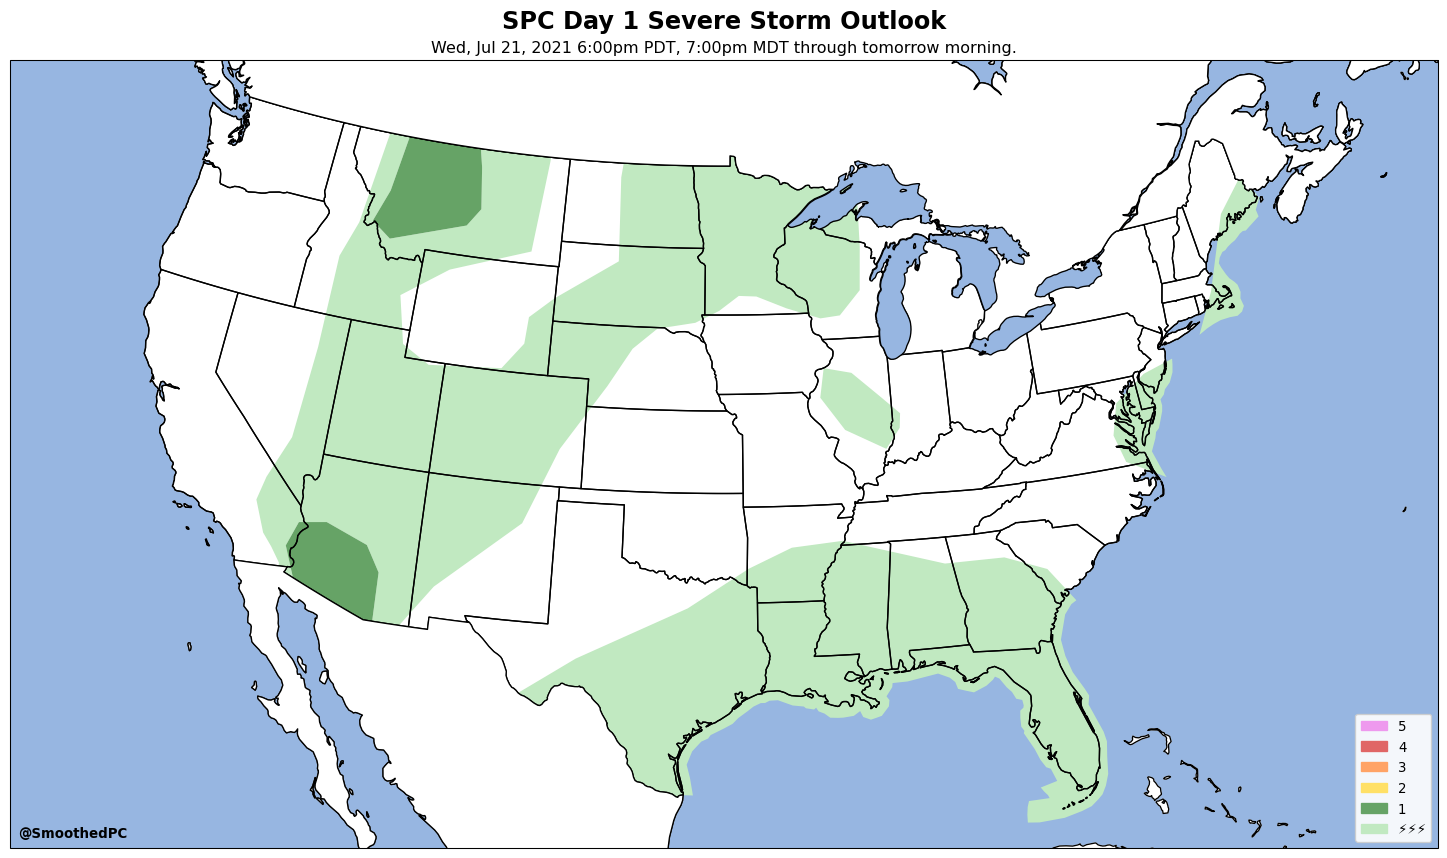 SPC Day 1 Severe Storm Outlook
Wed, Jul 21, 2021 6:00pm PDT, 7:00pm MDT through tomorrow morning.
5
4
3
2
1
⚡⚡⚡
@SmoothedPC